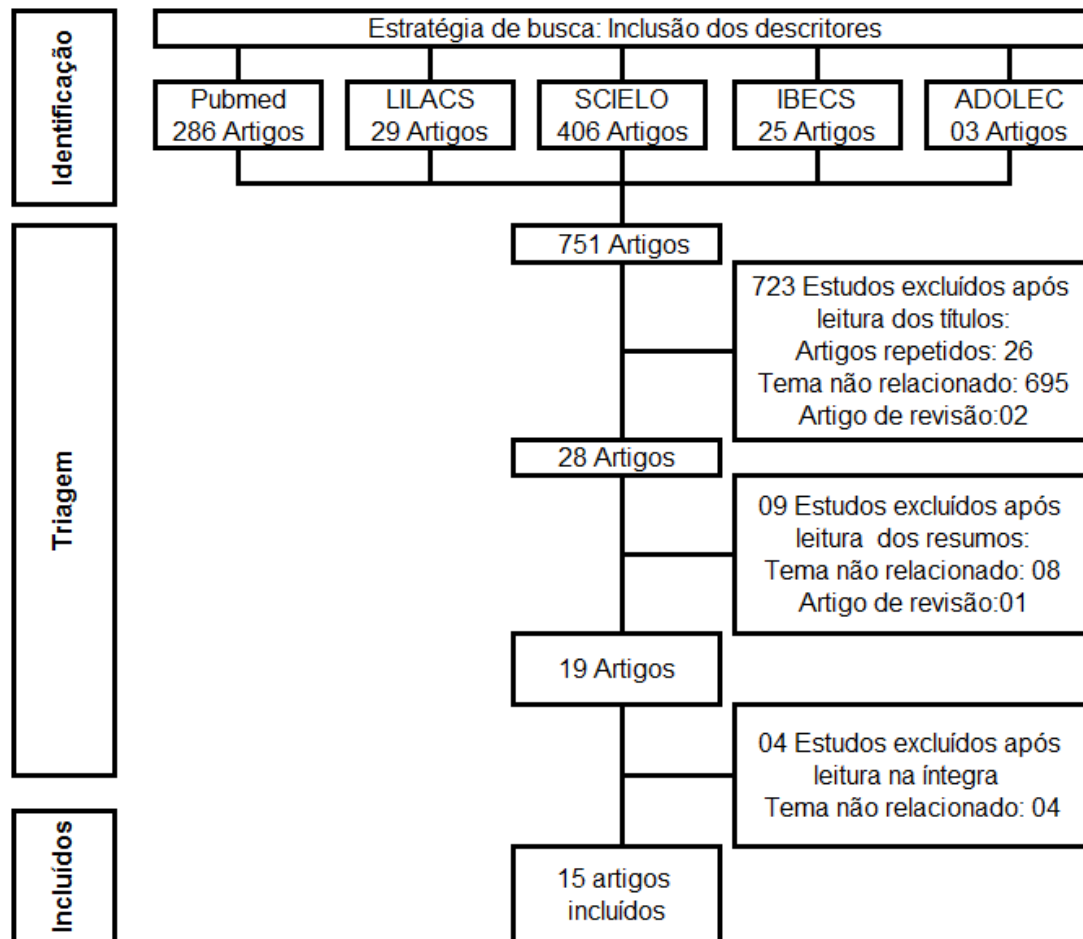 Identificação
Estratégia de busca: Inclusão dos descritores
Pubmed
286 Artigos
LILACS
29 Artigos
SCIELO
406 Artigos
IBECS
25 Artigos
ADOLEC
03 Artigos
Triagem
751 Artigos
723 Estudos excluídos após
leitura dos títulos:
Artigos repetidos: 26
Tema não relacionado: 695
Artigo de revisão:02
28 Artigos
09 Estudos excluídos após
leitura dos resumos:
Tema não relacionado: 08
Artigo de revisão:01
19 Artigos
04 Estudos excluídos após
leitura na íntegra
Tema não relacionado: 04
Incluídos
15 artigos
incluídos